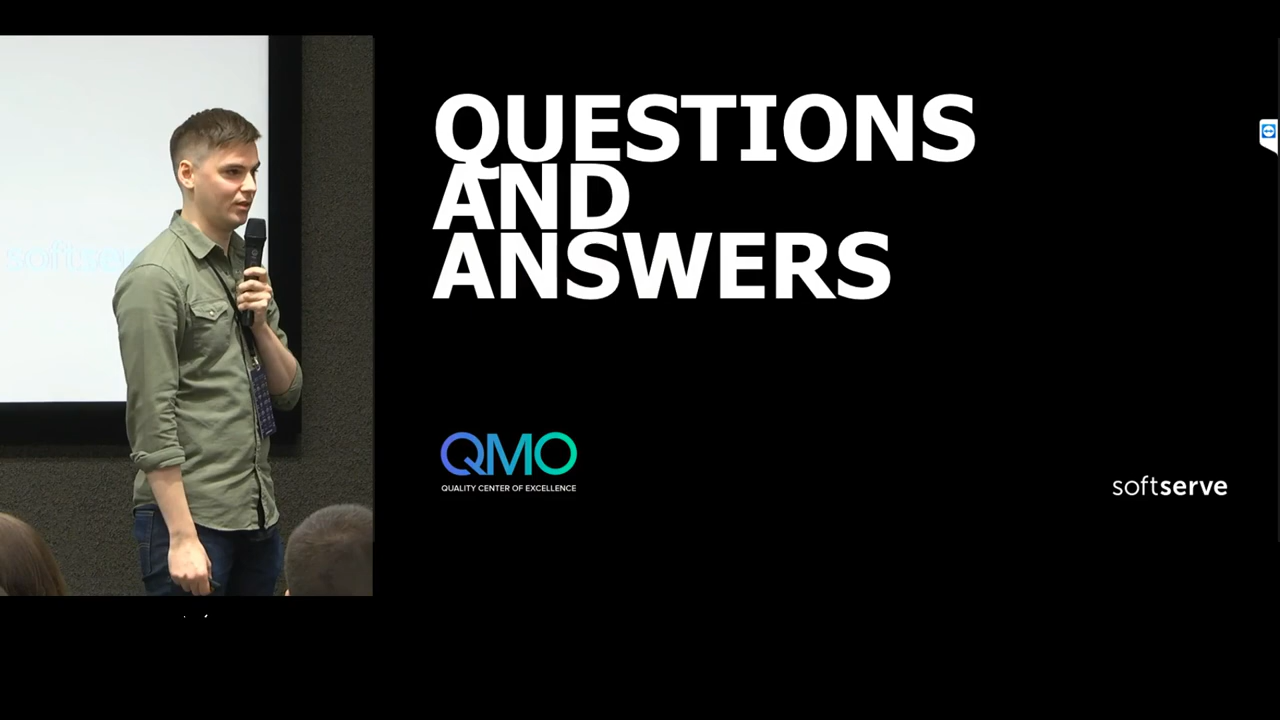 QUESTIONS
AND
ANSWERS
QMO
QUALITY CENTER OF EXCELLENCE
softserve